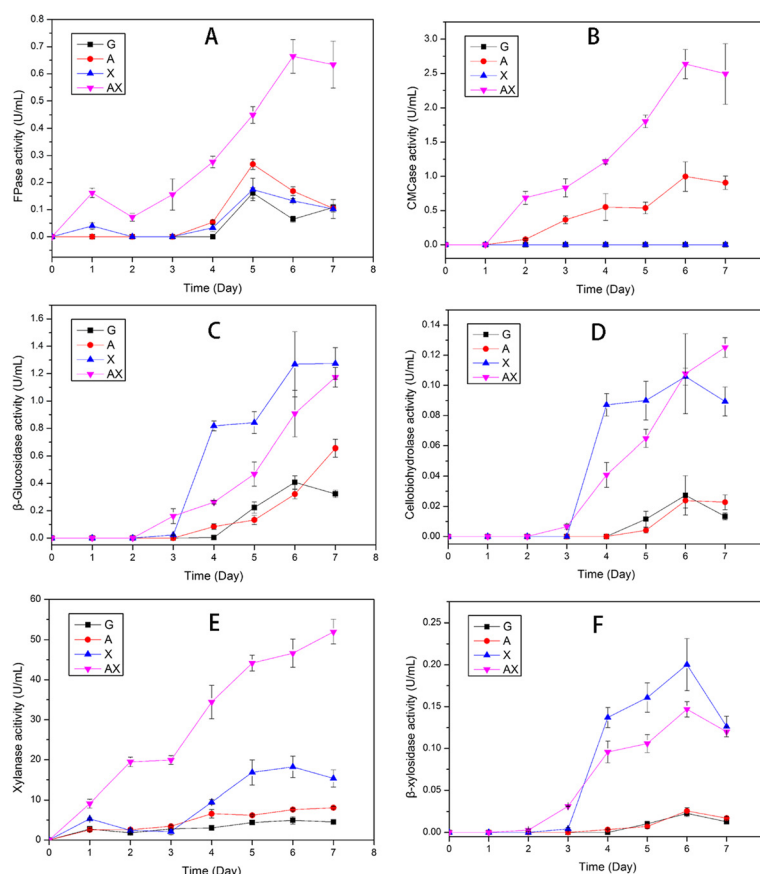 A
G
A
X
AX
FPase activity (U/mL)
0.8
0.7
0.6
0.5
0.4
0.3
0.2
0.1
0.0
0 1 2 3 4 5 6 7 8
Time (Day)
B
G
A
X
AX
CMCase activity (U/mL)
3.0
2.5
2.0
1.5
1.0
0.5
0.0
0 1 2 3 4 5 6 7
Time (Day)
C
G
A
X
AX
β-Glucosidase activity (U/mL)
1.6
1.4
1.2
1.0
0.8
0.6
0.4
0.2
0.0
0 1 2 3 4 5 6 7 8
Time (Day)
D
G
A
X
AX
Cellobiohydrolase activity (U/mL)
0.14
0.12
0.10
0.08
0.06
0.04
0.02
0.00
0 1 2 3 4 5 6 7
Time (Day)
E
G
A
X
AX
Xylanase acitivity (U/mL)
60
50
40
30
20
10
0
0 1 2 3 4 5 6 7 8
Time (Day)
F
G
A
X
AX
β-xylosidase activity (U/mL)
0.25
0.20
0.15
0.10
0.05
0.00
0 1 2 3 4 5 6 7
Time (Day)